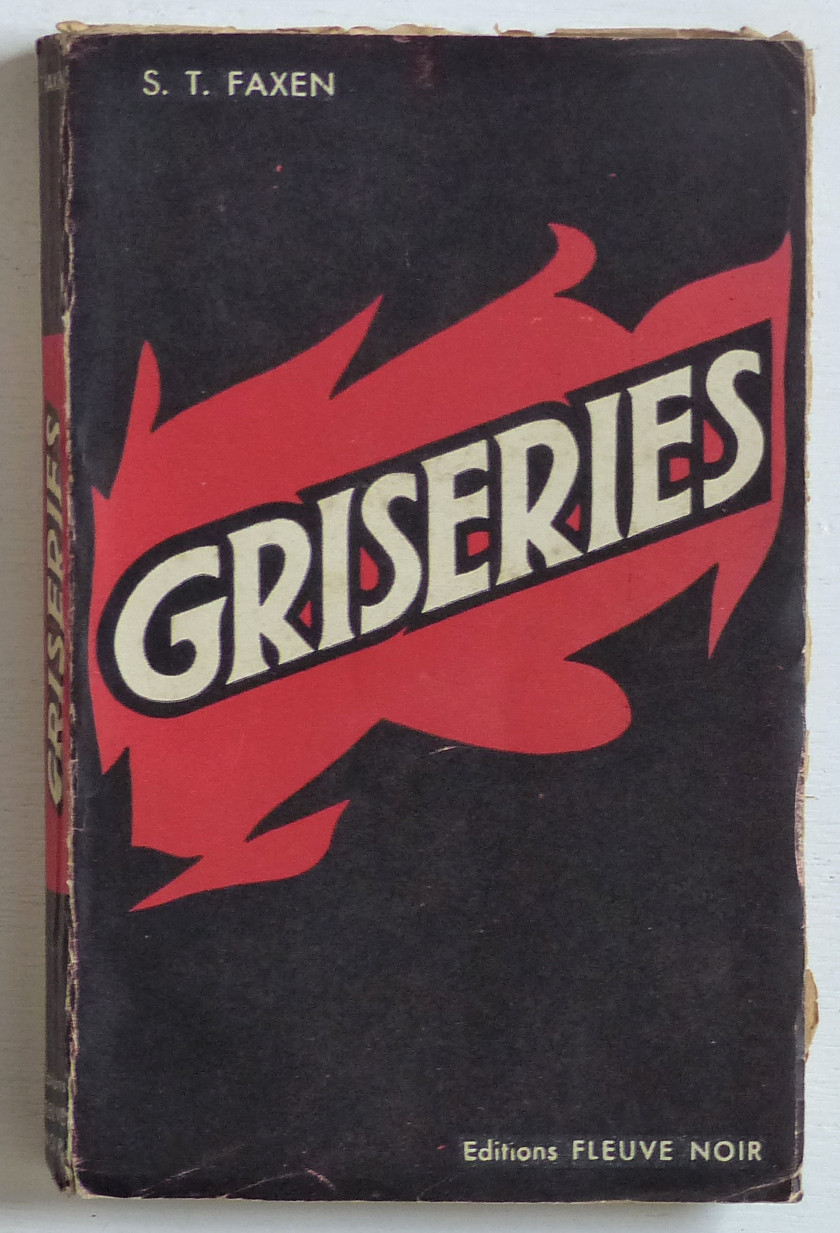 S. T. FAXEN
GRISERIES
Editions FLEUVE NOIR
GRISERIES